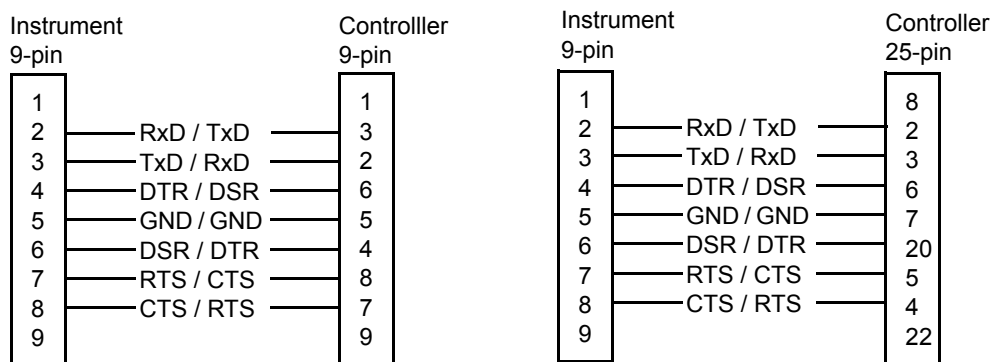 Instrument
9-pin
Controlller
9-pin
1 1
2 RxD / TxD 3
3 TxD / RxD 2
4 DTR / DSR 6
5 GND / GND 5
6 DSR / DTR 4
7 RTS / CTS 8
8 CTS / RTS 7
9 9
Instrument
9-pin
Controller
25-pin
1 8
2 RxD / TxD 2
3 TxD / RxD 3
4 DTR / DSR 6
5 GND / GND 7
6 DSR / DTR 20
7 RTS / CTS 5
8 CTS / RTS 4
9 22